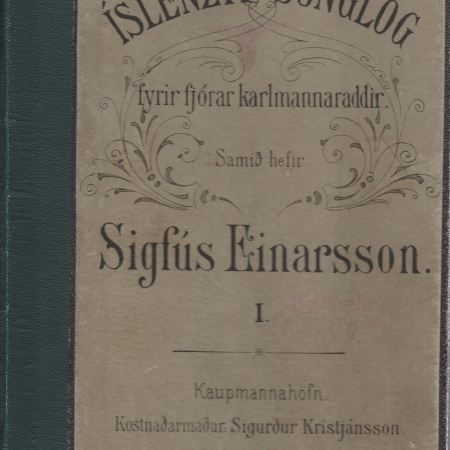 ÍSLENZK SÖNGLÖG
fyrir fjórar karlmannaraddir.
Samið hefir
Sigfús Einarsson.
I.
Kaupmannahöfn.
Kostnaðarmaður: Sigurður Kristjánsson.